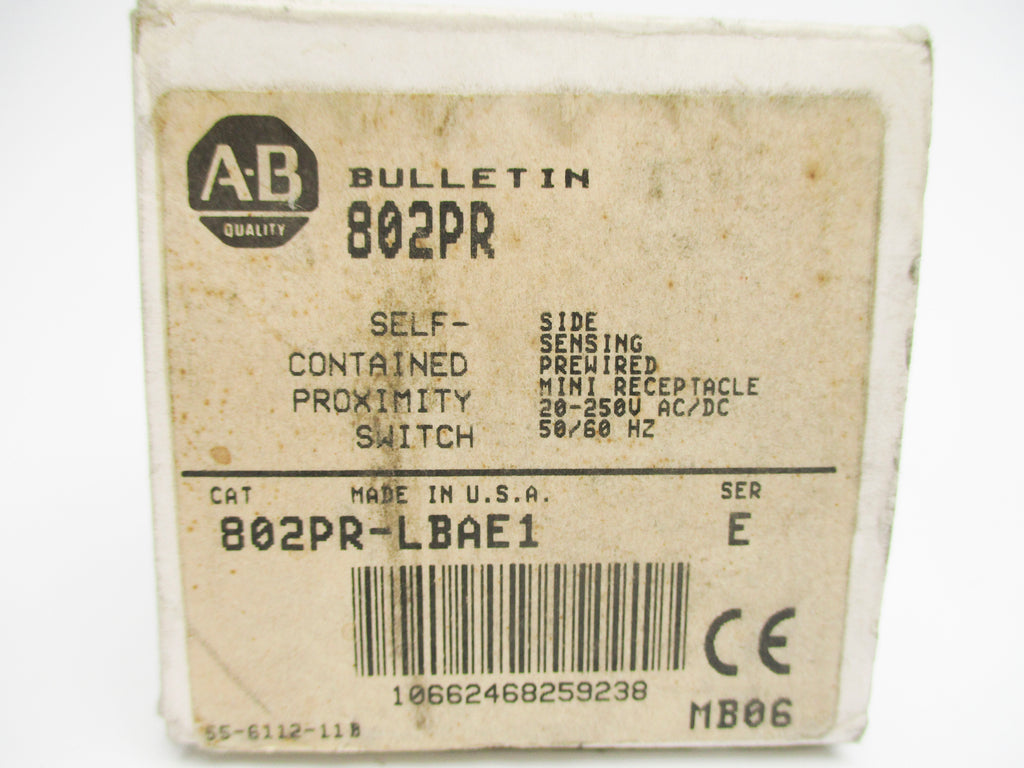 A-B
QUALITY
BULLETIN
802PR
SELF-
CONTAINED
PROXIMITY
SWITCH
SIDE
SENSING
PREWIRED
MINI RECEPTACLE
20-250V AC/DC
50/60 HZ
CAT
MADE IN U.S.A.
SER
802PR-LBAE1
E
CE
10662468259238
MB06
55-6112-11B